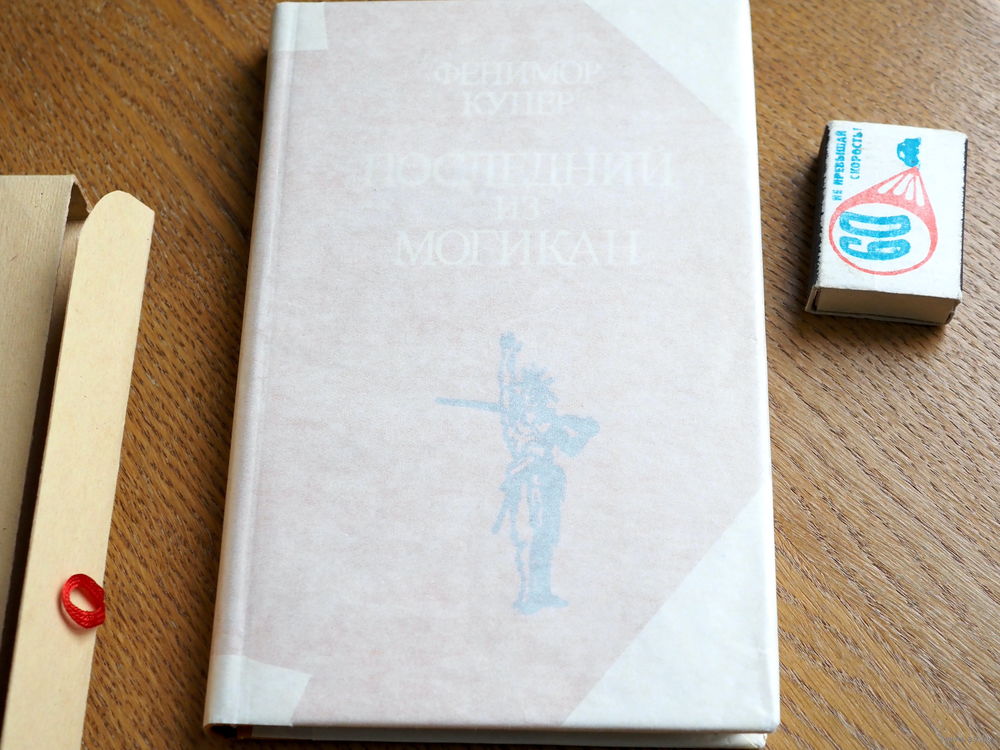 ФЕНИМОР
КУПЕР
ПОСЛЕДНИЙ
ИЗ
МОГИКАН
НЕ ПРЕВЫШАЙ
СКОРОСТЬ!
60